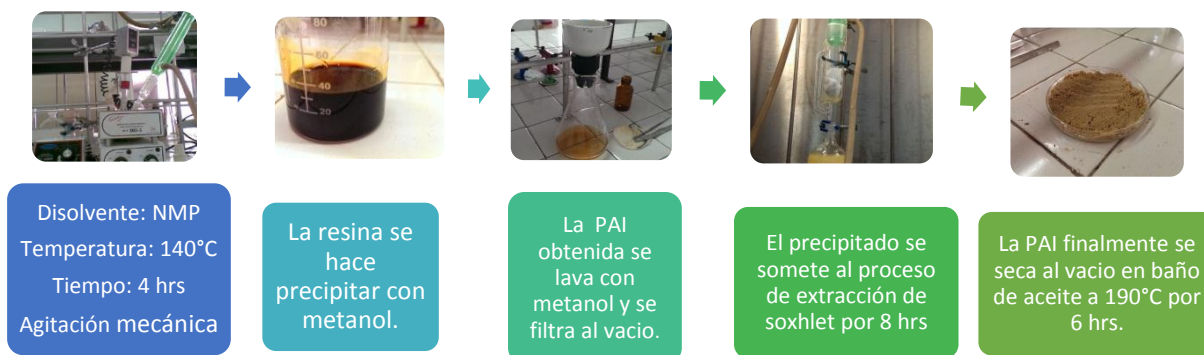 80
60
40
20
Disolvente: NMP
Temperatura: 140°C
Tiempo: 4 hrs
Agitación mecánica
La resina se
hace
precipitar con
metanol.
La PAI
obtenida se
lava con
metanol y se
filtra al vacio.
El precipitado se
somete al proceso
de extracción de
soxhlet por 8 hrs
La PAI finalmente se
seca al vacio en baño
de aceite a 190°C por
6 hrs.